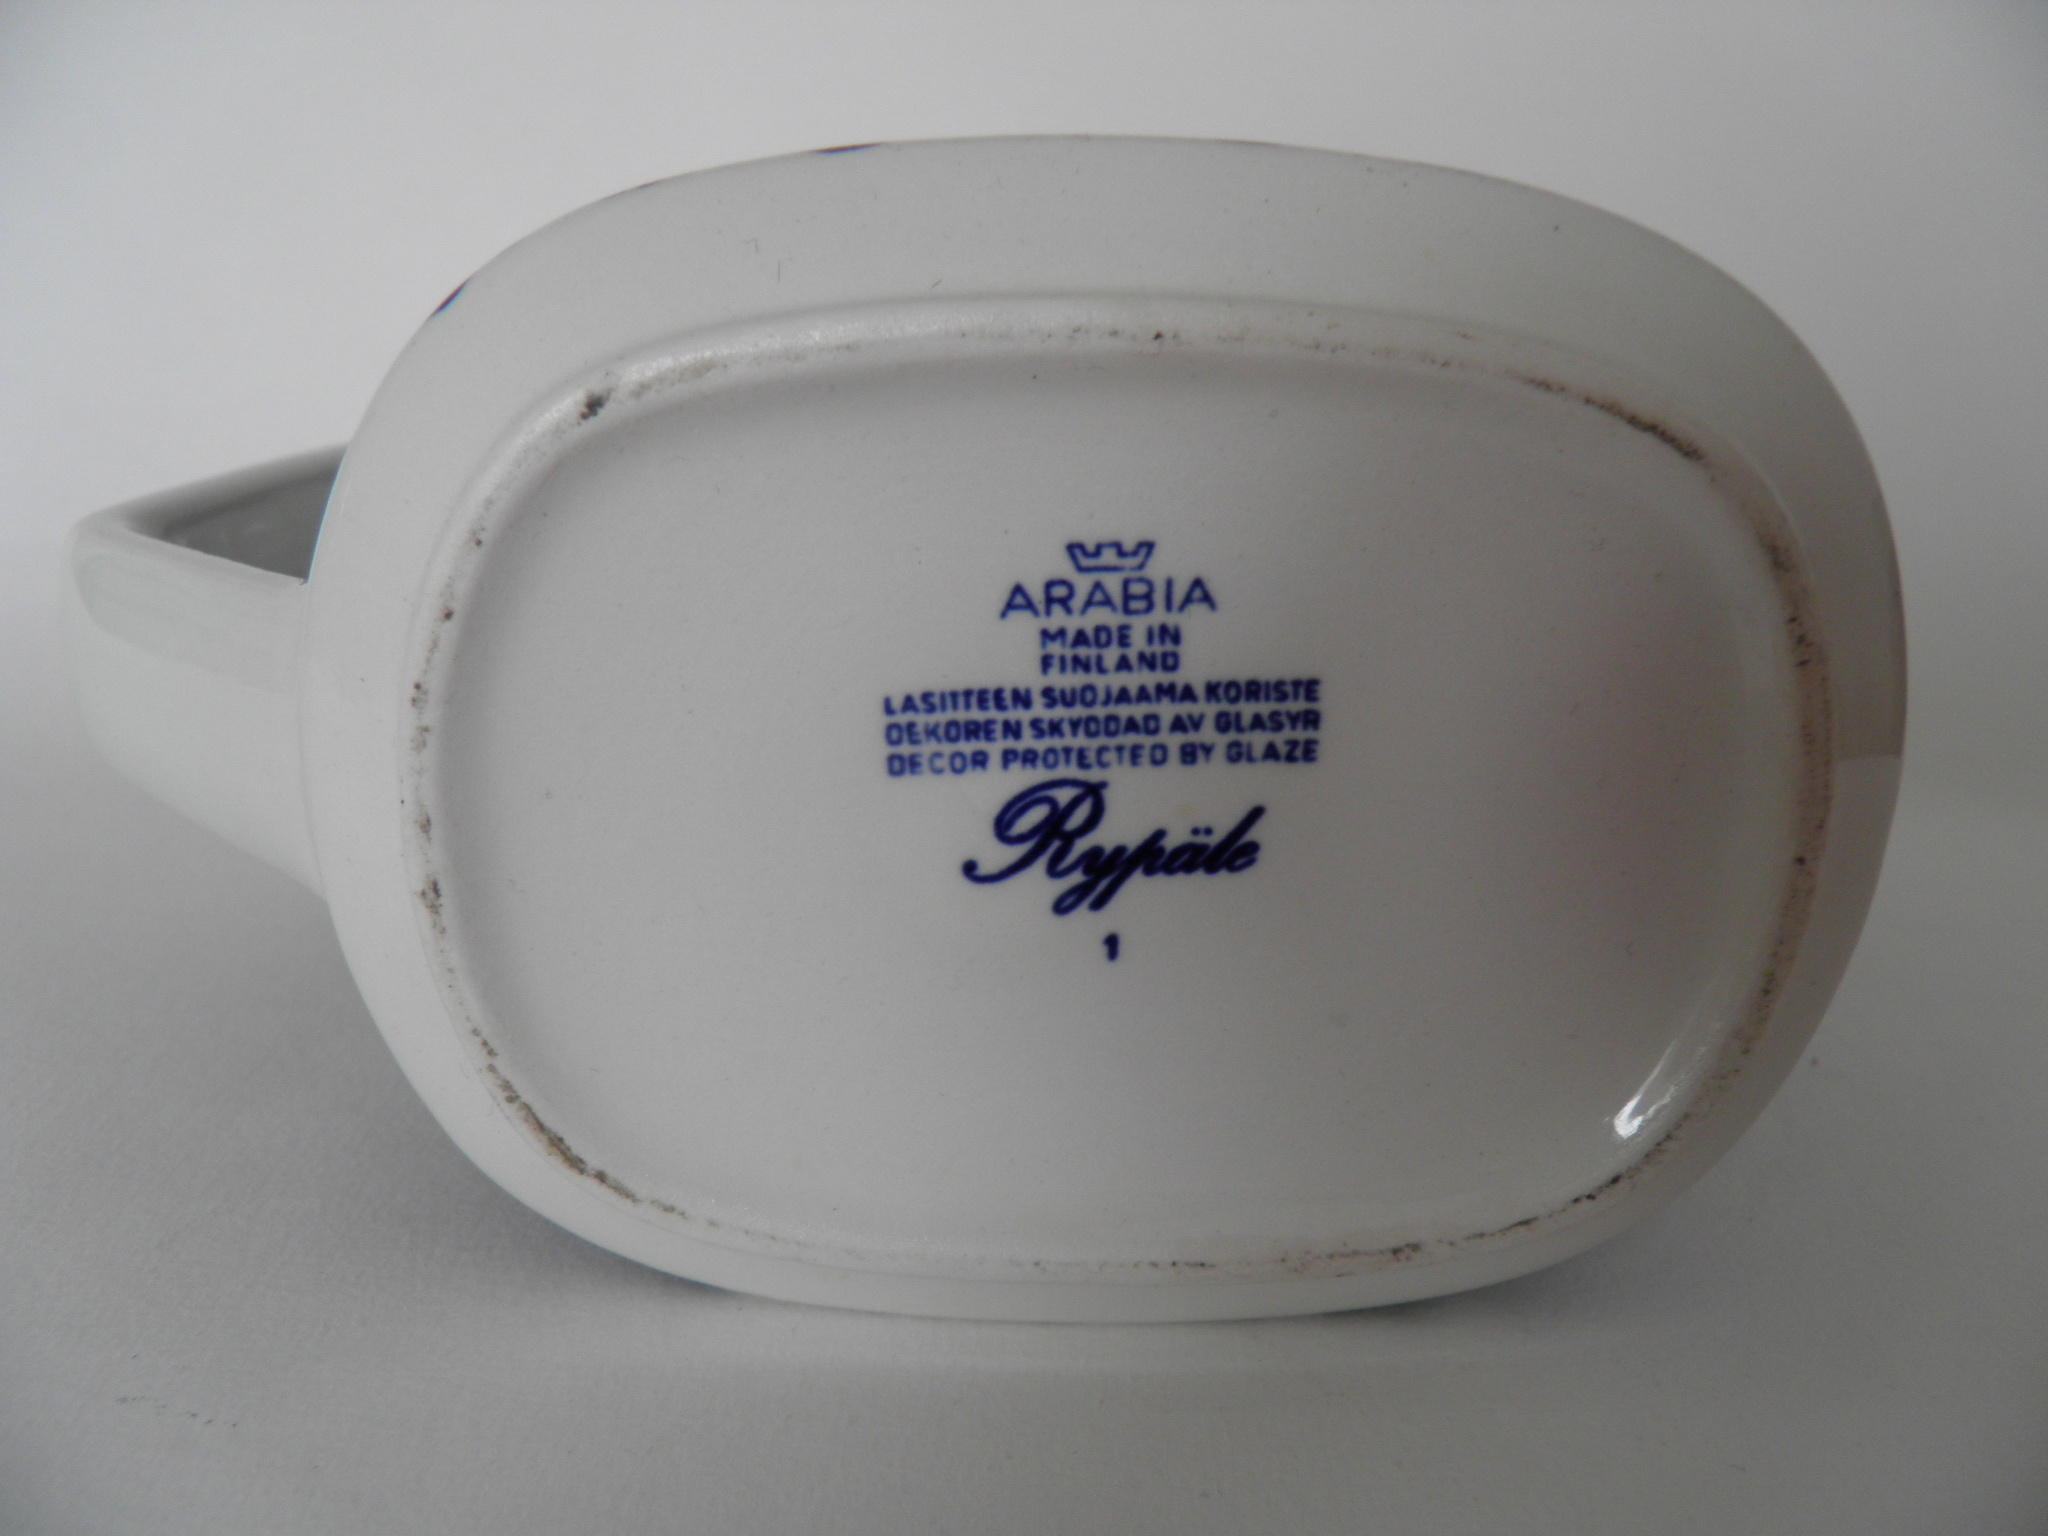 ARABIA
MADE IN
FINLAND
LASITTEEN SUOJAAMA KORISTE
DEKOREN SKYDDAD AV GLASYR
DECOR PROTECTED BY GLAZE
Rypäle
1